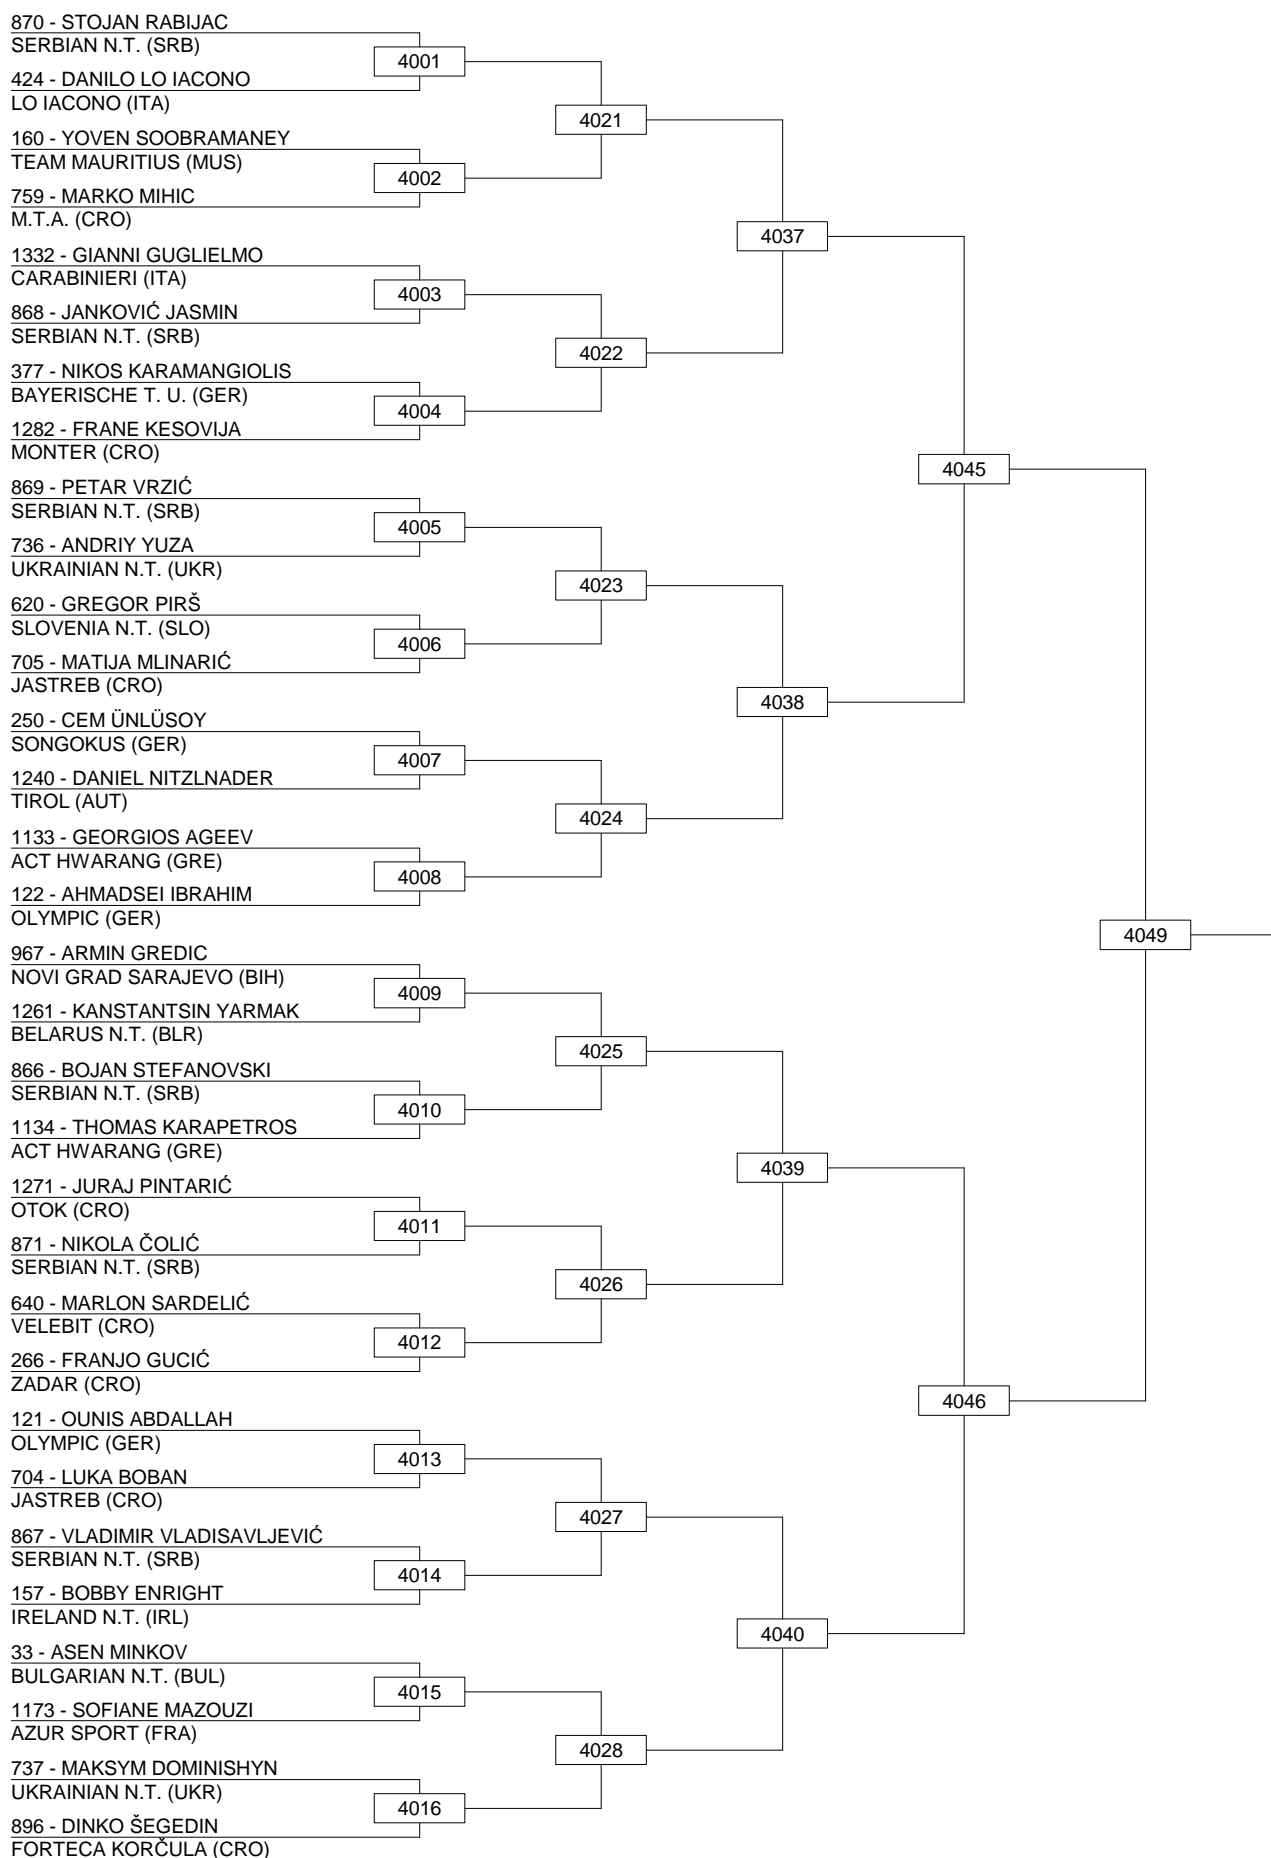 870 - STOJAN RABIJAC
SERBIAN N.T. (SRB)
4001
424 - DANILO LO IACONO
LO IACONO (ITA)
4021
160 - YOVEN SOOBRAMANEY
TEAM MAURITIUS (MUS)
4002
759 - MARKO MIHIC
M.T.A. (CRO)
4037
1332 - GIANNI GUGLIELMO
CARABINIERI (ITA)
4003
868 - JANKOVIĆ JASMIN
SERBIAN N.T. (SRB)
4022
377 - NIKOS KARAMANGIOLIS
BAYERISCHE T. U. (GER)
4004
1282 - FRANE KESOVIJA
MONTER (CRO)
4045
869 - PETAR VRZIĆ
SERBIAN N.T. (SRB)
4005
736 - ANDRIY YUZA
UKRAINIAN N.T. (UKR)
4023
620 - GREGOR PIRŠ
SLOVENIA N.T. (SLO)
4006
705 - MATIJA MLINARIĆ
JASTREB (CRO)
4038
250 - CEM ÜNLÜSOY
SONGOKUS (GER)
4007
1240 - DANIEL NITZLNADER
TIROL (AUT)
4024
1133 - GEORGIOS AGEEV
ACT HWARANG (GRE)
4008
122 - AHMADSEI IBRAHIM
OLYMPIC (GER)
4049
967 - ARMIN GREDIC
NOVI GRAD SARAJEVO (BIH)
4009
1261 - KANSTANTSIN YARMAK
BELARUS N.T. (BLR)
4025
866 - BOJAN STEFANOVSKI
SERBIAN N.T. (SRB)
4010
1134 - THOMAS KARAPETROS
ACT HWARANG (GRE)
4039
1271 - JURAJ PINTARIĆ
OTOK (CRO)
4011
871 - NIKOLA ČOLIĆ
SERBIAN N.T. (SRB)
4026
640 - MARLON SARDELIĆ
VELEBIT (CRO)
4012
266 - FRANJO GUCIĆ
ZADAR (CRO)
4046
121 - OUNIS ABDALLAH
OLYMPIC (GER)
4013
704 - LUKA BOBAN
JASTREB (CRO)
4027
867 - VLADIMIR VLADISAVLJEVIĆ
SERBIAN N.T. (SRB)
4014
157 - BOBBY ENRIGHT
IRELAND N.T. (IRL)
4040
33 - ASEN MINKOV
BULGARIAN N.T. (BUL)
4015
1173 - SOFIANE MAZOUZI
AZUR SPORT (FRA)
4028
737 - MAKSYM DOMINISHYN
UKRAINIAN N.T. (UKR)
4016
896 - DINKO ŠEGEDIN
FORTECA KORČULA (CRO)